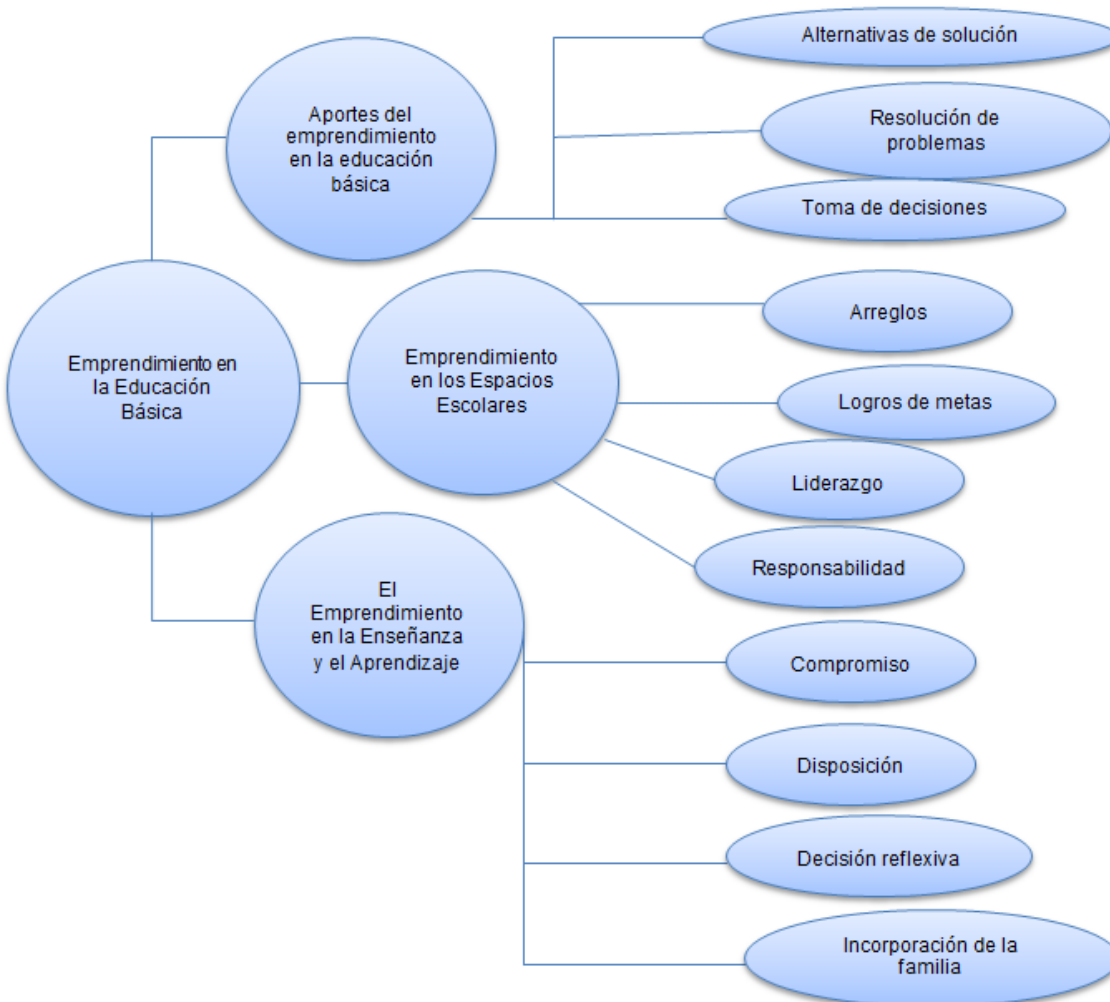 Alternativas de solución
Aportes del
emprendimiento
en la educación
básica
Resolución de
problemas
Toma de decisiones
Emprendimiento en
la Educación
Básica
Emprendimiento
en los Espacios
Escolares
Arreglos
Logros de metas
Liderazgo
Responsabilidad
El
Emprendimiento
en la Enseñanza
y el Aprendizaje
Compromiso
Disposición
Decisión reflexiva
Incorporación de la
familia